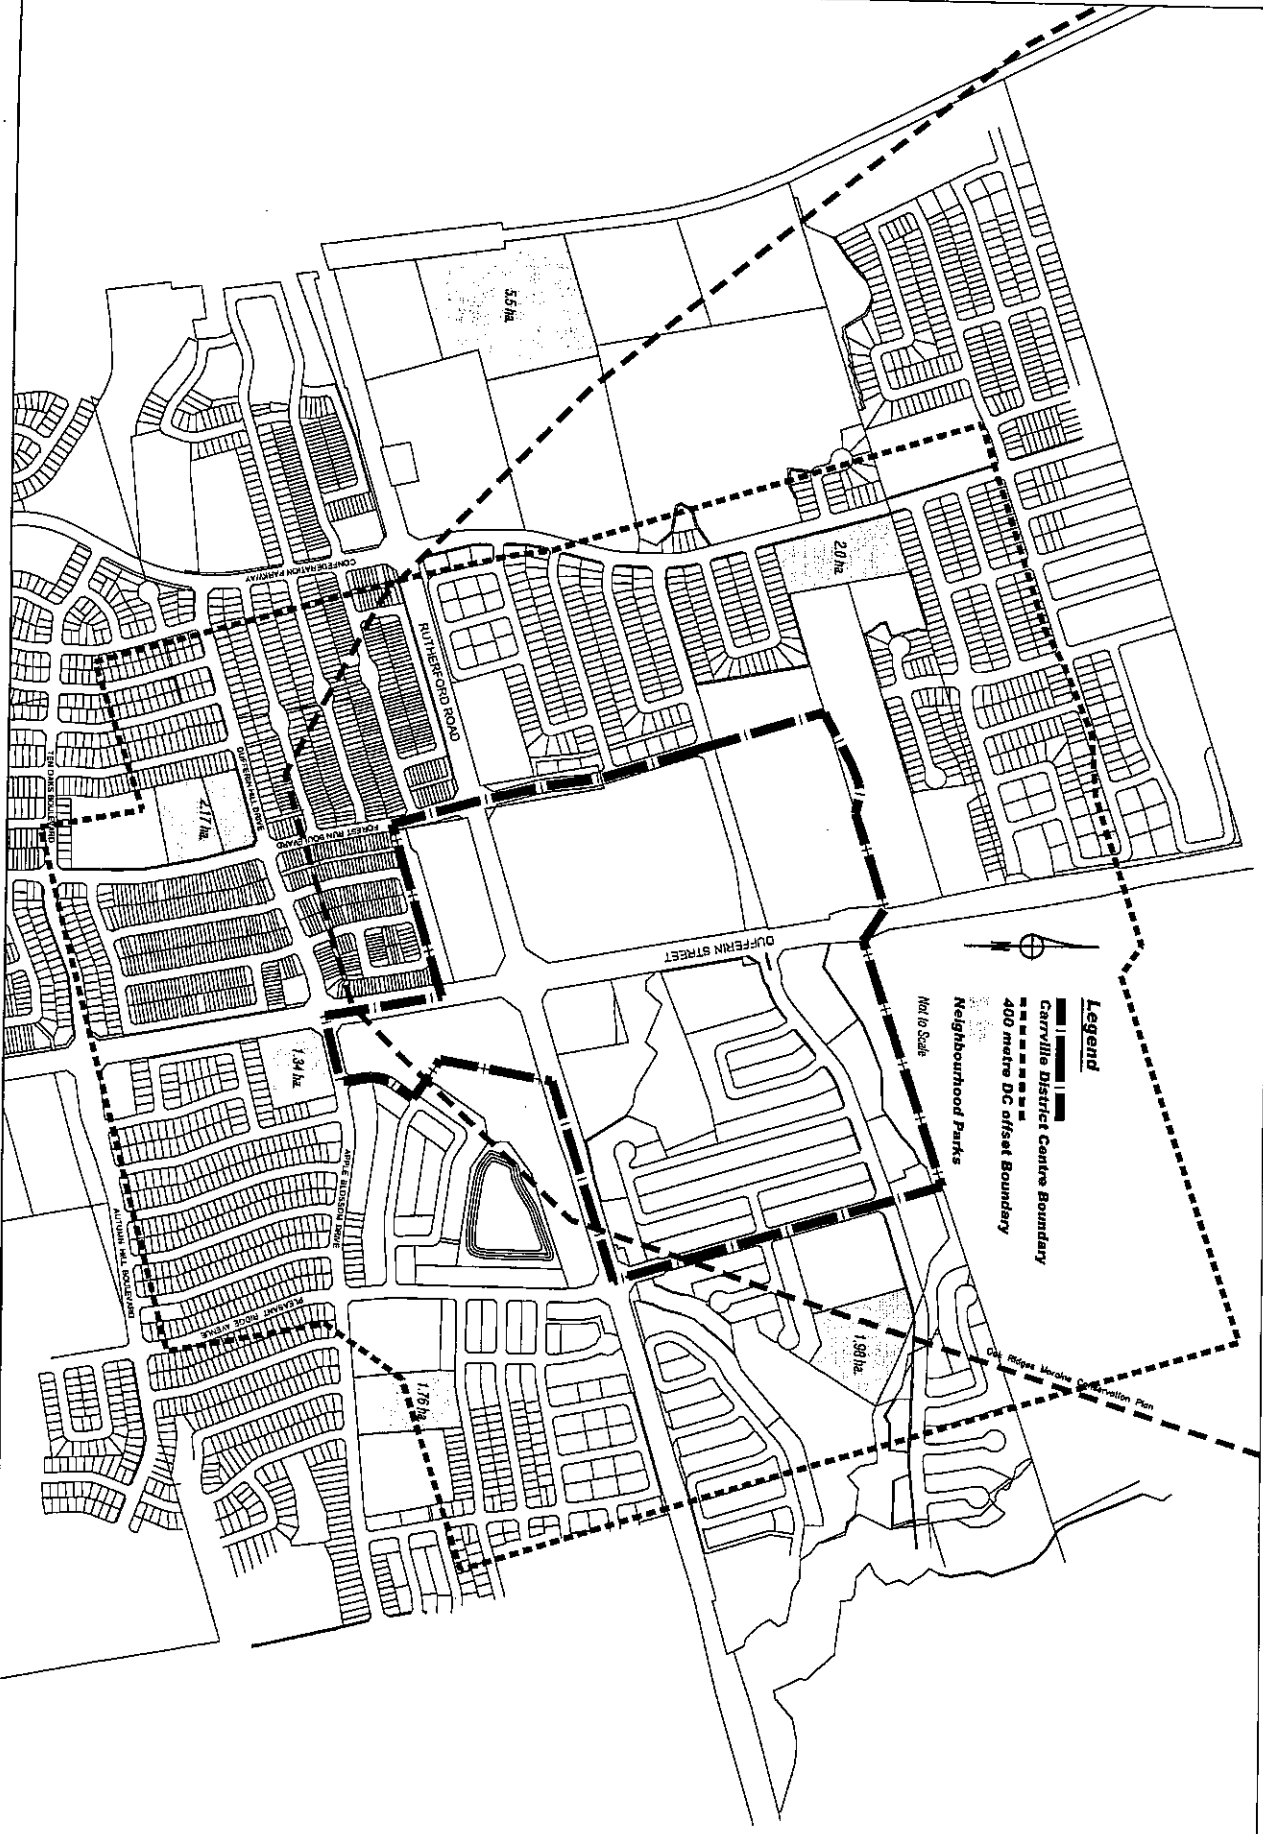 Legend
Carrville District Centre Boundary
400 metre DC offset Boundary
Neighbourhood Parks
Not to Scale
N
5.5 ha.
2.0 ha.
2.17 ha.
1.34 ha.
1.76 ha.
1.98 ha.
CONFEDERATION PARKWAY
RUTHERFORD ROAD
DUFFERIN HILL DRIVE
FOREST RUN BOULEVARD
TEN OAKS BOULEVARD
DUFFERIN STREET
APPLE BLOSSOM DRIVE
AUTUMN HILL BOULEVARD
PLEASANT RIDGE AVENUE
Oak Ridges Moraine Conservation Plan